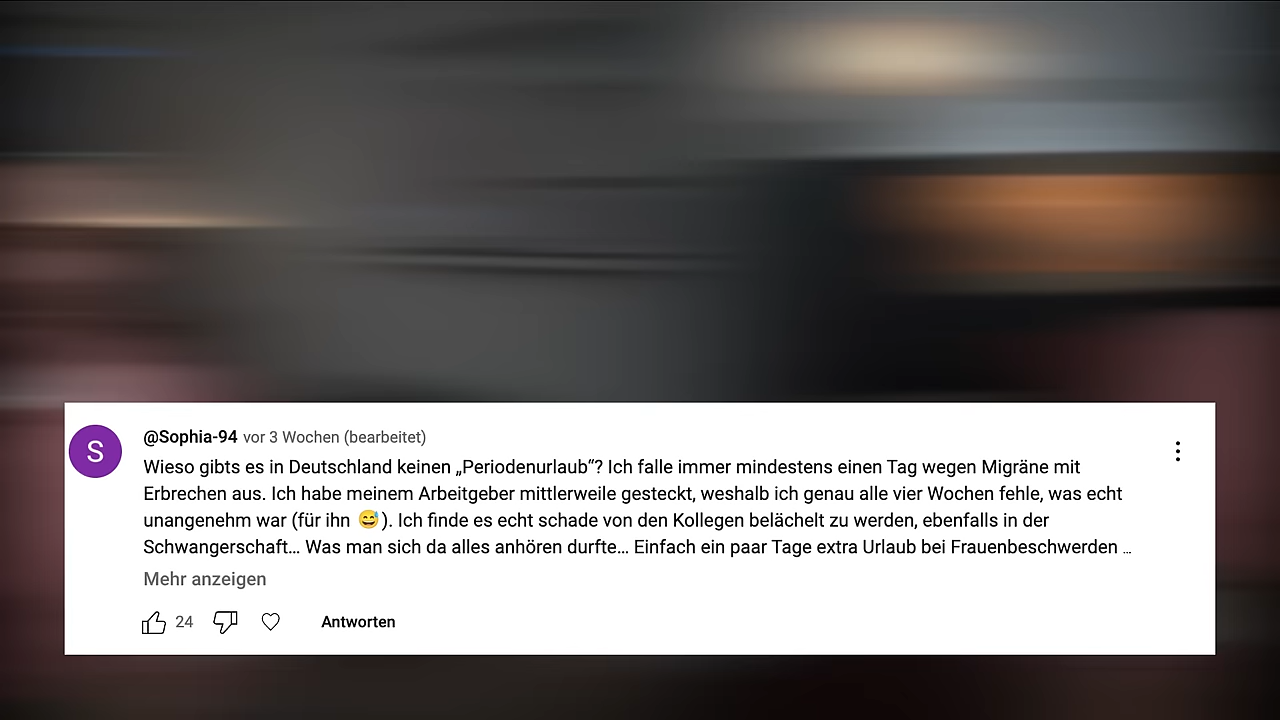 S
@Sophia-94 vor 3 Wochen (bearbeitet)
Wieso gibts es in Deutschland keinen „Periodenurlaub“? Ich falle immer mindestens einen Tag wegen Migräne mit
Erbrechen aus. Ich habe meinem Arbeitgeber mittlerweile gesteckt, weshalb ich genau alle vier Wochen fehle, was echt
unangenehm war (für ihn 😅). Ich finde es echt schade von den Kollegen belächelt zu werden, ebenfalls in der
Schwangerschaft... Was man sich da alles anhören durfte... Einfach ein paar Tage extra Urlaub bei Frauenbeschwerden ...
Mehr anzeigen
24 Antworten